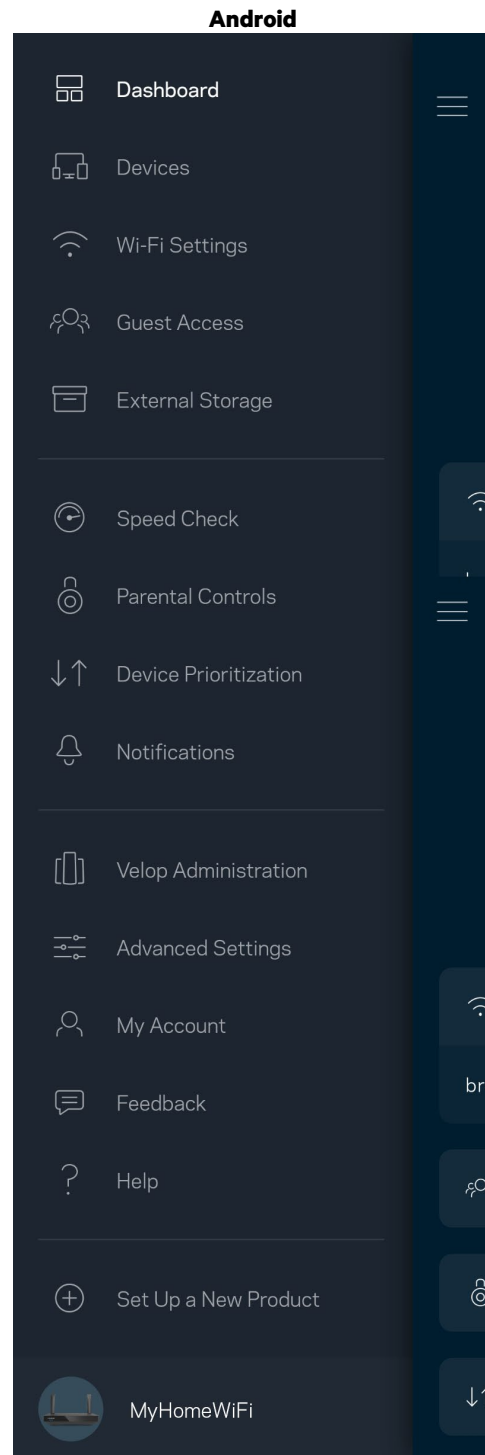 Android
Dashboard
Devices
Wi-Fi Settings
Guest Access
External Storage
Speed Check
Parental Controls
Device Prioritization
Notifications
Velop Administration
Advanced Settings
My Account
Feedback
br
Help
Set Up a New Product
MyHomeWiFi